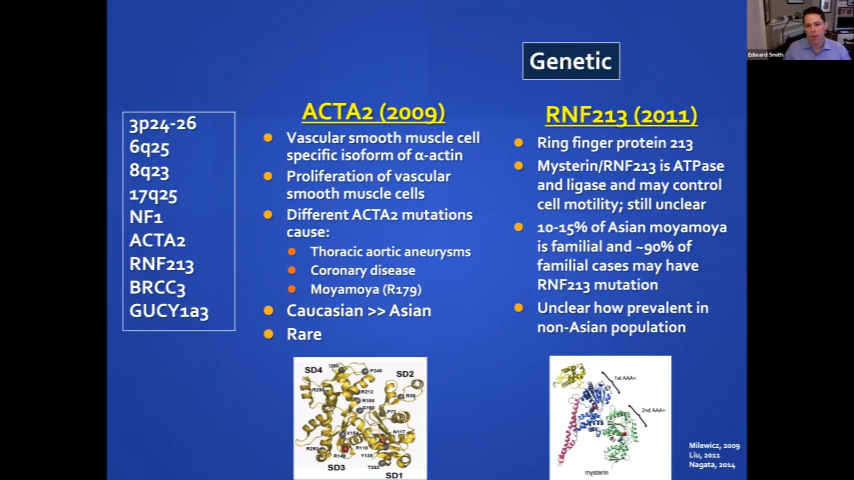 Edward Smith
Genetic
3p24-26
6q25
8q23
17q25
NF1
ACTA2
RNF213
BRCC3
GUCY1a3
ACTA2 (2009)
Vascular smooth muscle cell
specific isoform of α-actin
Proliferation of vascular
smooth muscle cells
Different ACTA2 mutations
cause:
Thoracic aortic aneurysms
Coronary disease
Moyamoya (R179)
Caucasian >> Asian
Rare
RNF213 (2011)
Ring finger protein 213
Mysterin/RNF213 is ATPase
and ligase and may control
cell motility; still unclear
10-15% of Asian moyamoya
is familial and ~90% of
familial cases may have
RNF213 mutation
Unclear how prevalent in
non-Asian population
SD4
SD2
R212
N117
R118
SD3
SD1
1st AAA+
2nd AAA+
mysterin
Milewicz, 2009
Liu, 2011
Nagata, 2014